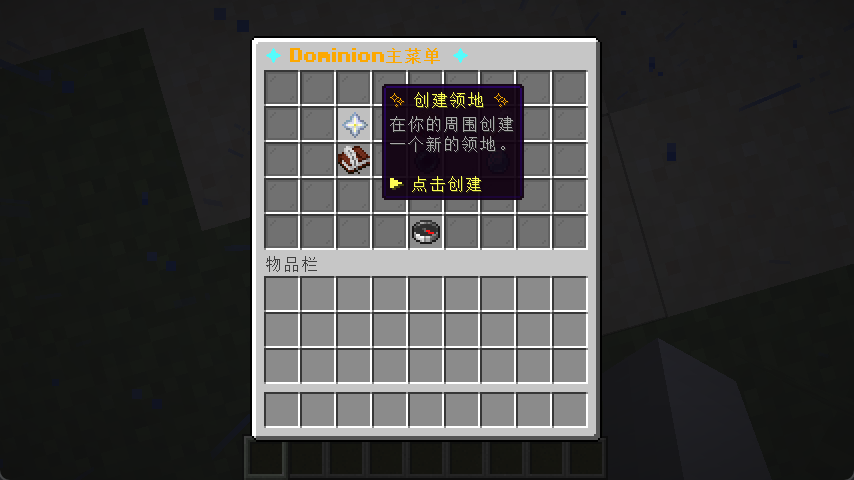 ✦ Dominion主菜单 ✦
✨ 创建领地 ✨
在你的周围创建
一个新的领地。
▶ 点击创建
物品栏